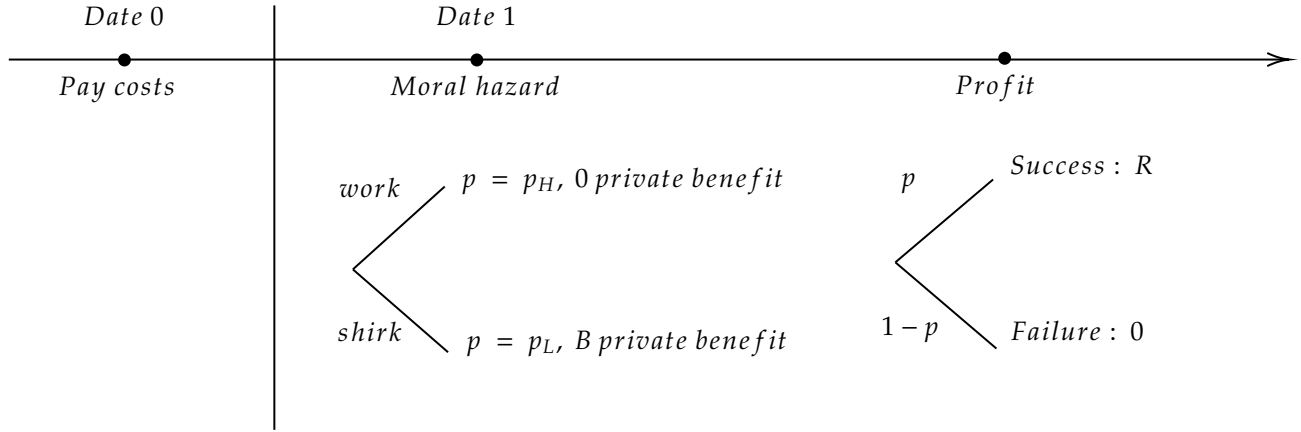 Date 0
Date 1
Pay costs
Moral hazard
Profit
work
p = p_H, 0 private benefit
shirk
p = p_L, B private benefit
p
Success : R
1 − p
Failure : 0